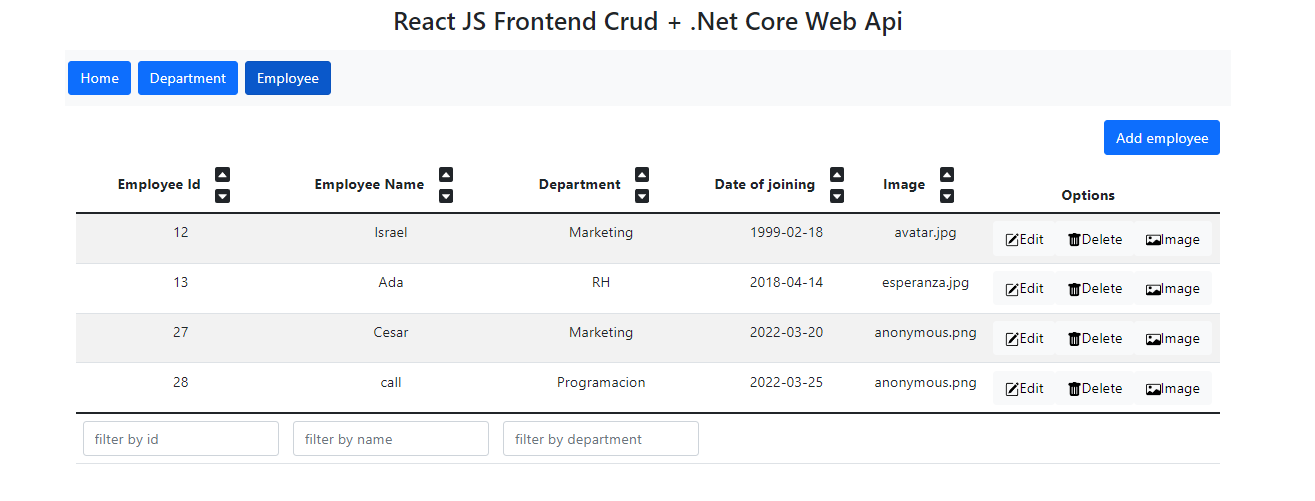 React JS Frontend Crud + .Net Core Web Api
Home Department Employee
Add employee
Employee Id Employee Name Department Date of joining Image Options
12 Israel Marketing 1999-02-18 avatar.jpg Edit Delete Image
13 Ada RH 2018-04-14 esperanza.jpg Edit Delete Image
27 Cesar Marketing 2022-03-20 anonymous.png Edit Delete Image
28 call Programacion 2022-03-25 anonymous.png Edit Delete Image
filter by id filter by name filter by department